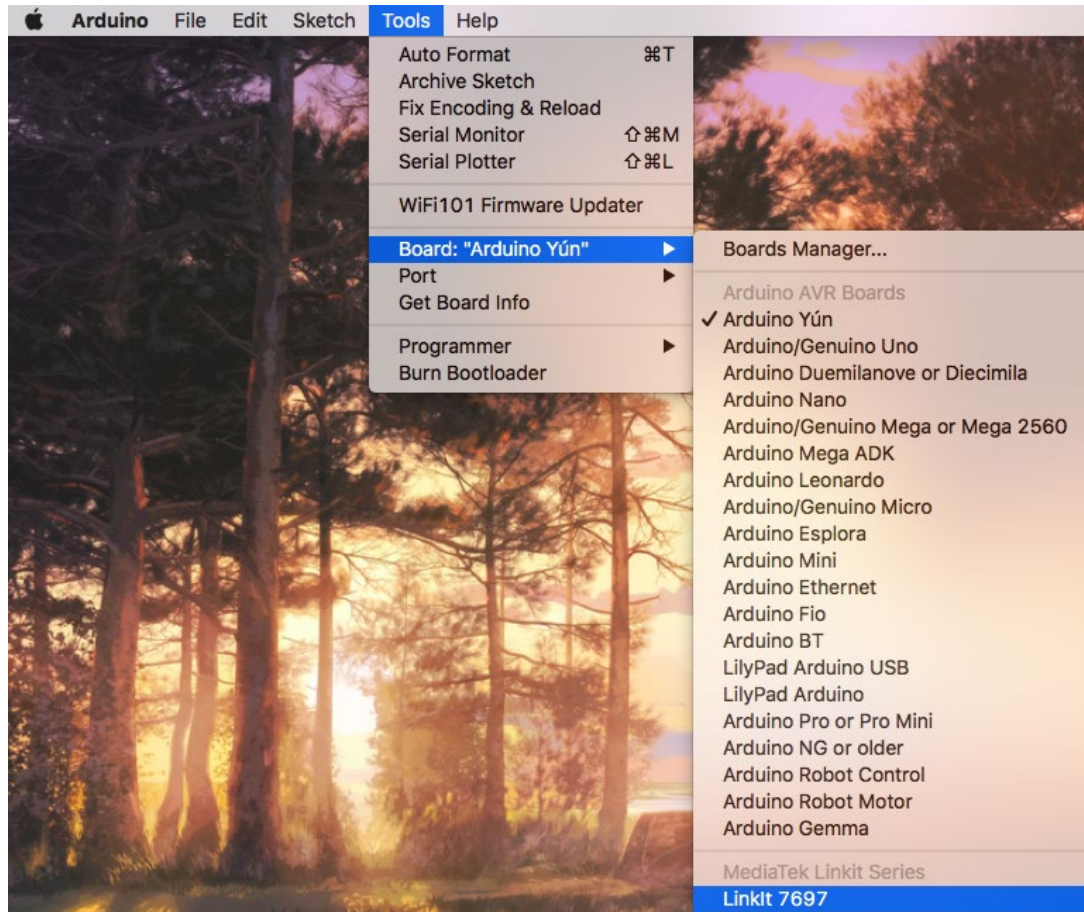 Arduino File Edit Sketch Tools Help
Auto Format ⌘T
Archive Sketch
Fix Encoding & Reload
Serial Monitor ⇧⌘M
Serial Plotter ⇧⌘L
WiFi101 Firmware Updater
Board: "Arduino Yún" ▶
Port ▶
Get Board Info
Programmer ▶
Burn Bootloader
Boards Manager...
Arduino AVR Boards
✓ Arduino Yún
Arduino/Genuino Uno
Arduino Duemilanove or Diecimila
Arduino Nano
Arduino/Genuino Mega or Mega 2560
Arduino Mega ADK
Arduino Leonardo
Arduino/Genuino Micro
Arduino Esplora
Arduino Mini
Arduino Ethernet
Arduino Fio
Arduino BT
LilyPad Arduino USB
LilyPad Arduino
Arduino Pro or Pro Mini
Arduino NG or older
Arduino Robot Control
Arduino Robot Motor
Arduino Gemma
MediaTek Linkit Series
LinkIt 7697